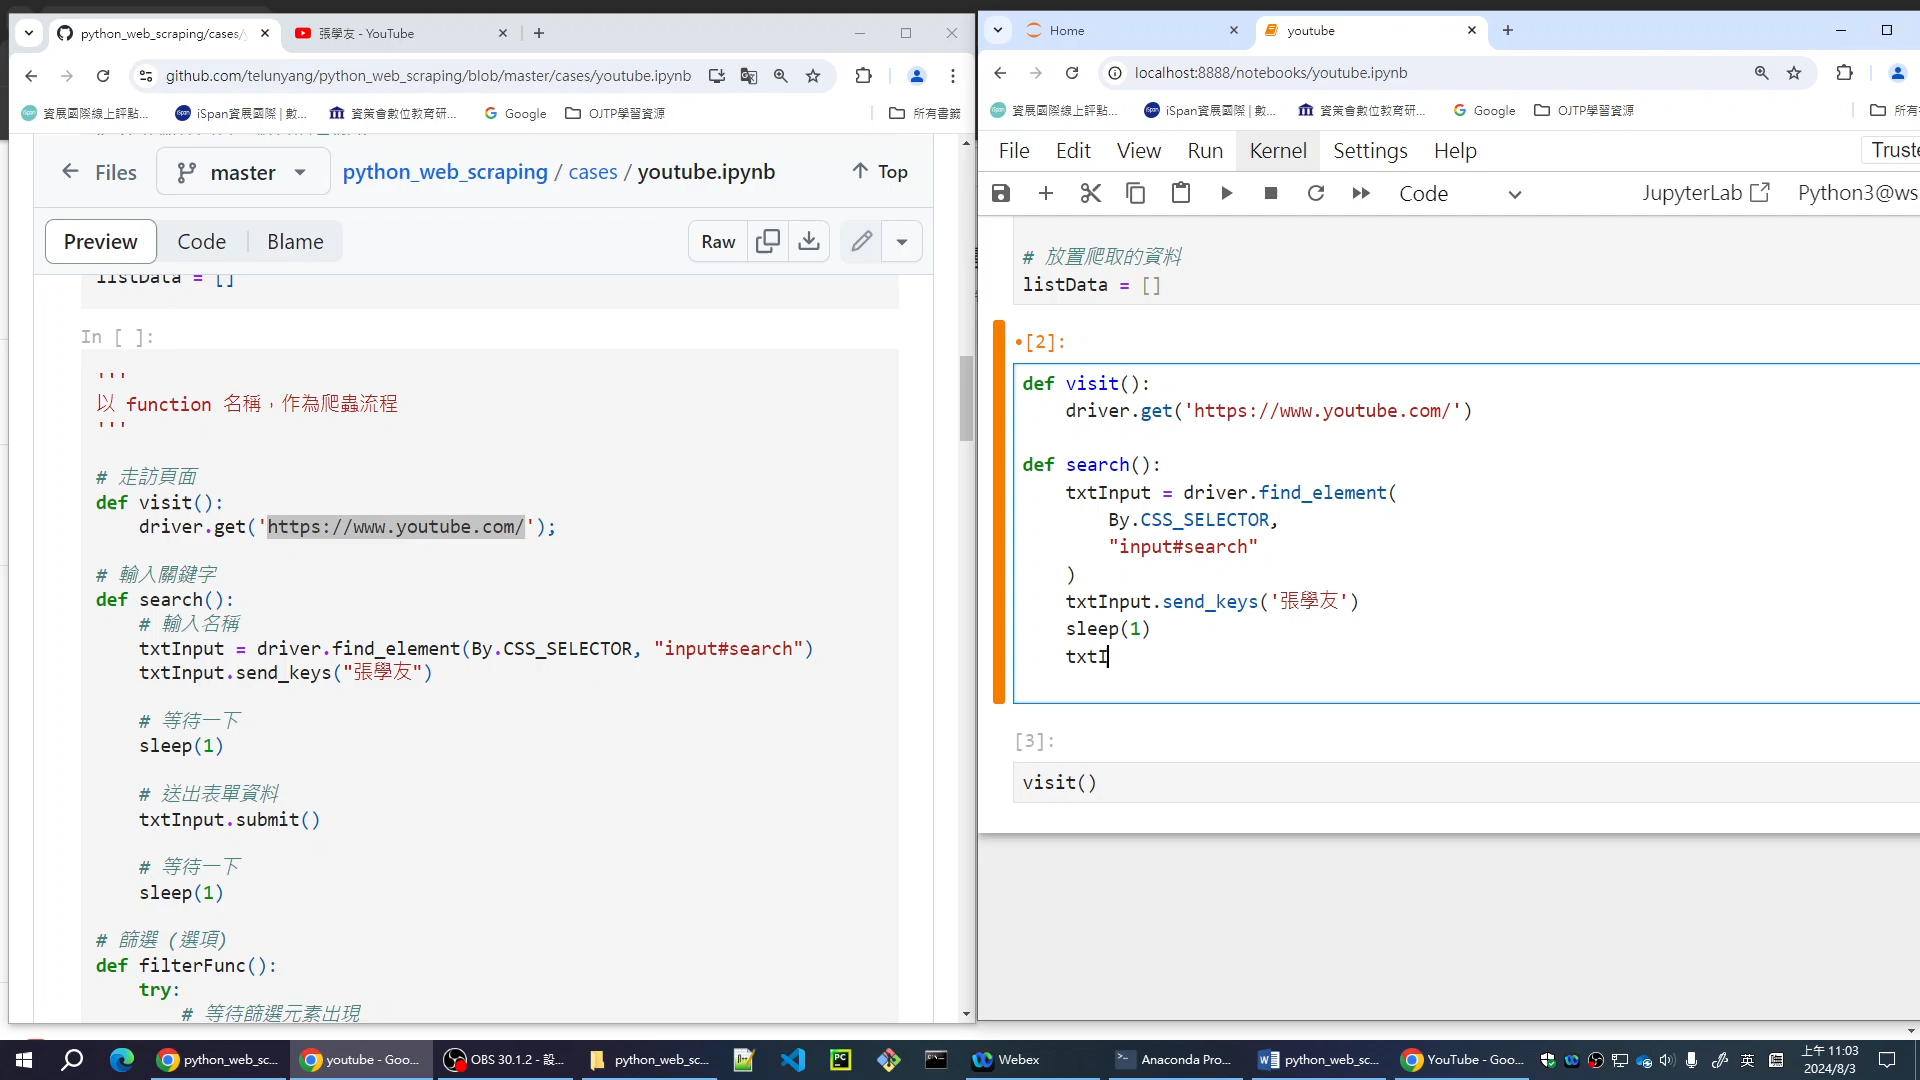 python_web_scraping/cases/y
張學友 - YouTube
github.com/telunyang/python_web_scraping/blob/master/cases/youtube.ipynb
資展國際線上評點...
iSpan資展國際 | 數...
資策會數位教育研...
Google
OJTP學習資源
所有書籤
Files
master
python_web_scraping / cases / youtube.ipynb
Top
Preview
Code
Blame
Raw
listData = []
In [ ]:
'''
以 function 名稱，作為爬蟲流程
'''
# 走訪頁面
def visit():
driver.get('https://www.youtube.com/');
# 輸入關鍵字
def search():
# 輸入名稱
txtInput = driver.find_element(By.CSS_SELECTOR, "input#search")
txtInput.send_keys("張學友")
# 等待一下
sleep(1)
# 送出表單資料
txtInput.submit()
# 等待一下
sleep(1)
# 篩選 (選項)
def filterFunc():
try:
# 等待篩選元素出現
Home
youtube
localhost:8888/notebooks/youtube.ipynb
資展國際線上評點...
iSpan資展國際 | 數...
資策會數位教育研...
Google
OJTP學習資源
所有
File
Edit
View
Run
Kernel
Settings
Help
Truste
Code
JupyterLab
Python3@ws
# 放置爬取的資料
listData = []
•[2]:
def visit():
driver.get('https://www.youtube.com/')
def search():
txtInput = driver.find_element(
By.CSS_SELECTOR,
"input#search"
)
txtInput.send_keys('張學友')
sleep(1)
txtI
[3]:
visit()
python_web_sc...
youtube - Goo...
OBS 30.1.2 - 設...
python_web_sc...
Webex
Anaconda Pro...
python_web_sc...
YouTube - Goo...
英
上午 11:03
2024/8/3